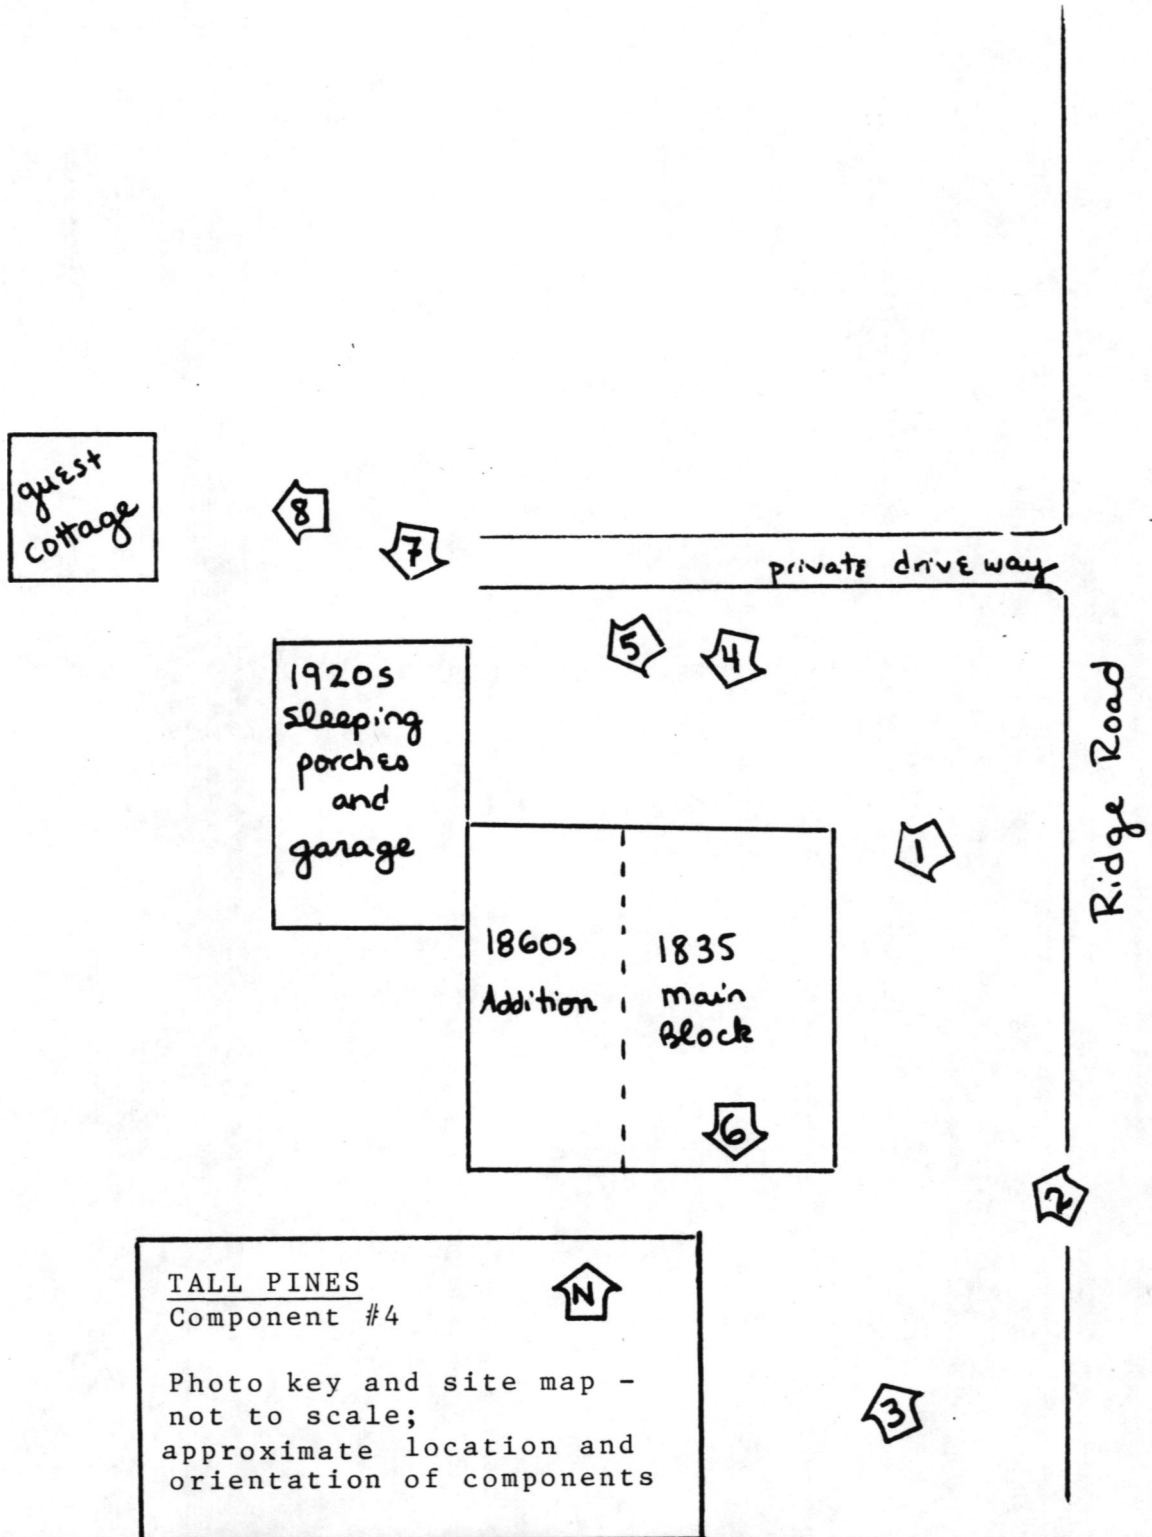 guest
cottage
8
7
private driveway
5
4
Ridge Road
1920s
sleeping
porches
and
garage
1
1860s
Addition
1835
main
Block
6
2
TALL PINES
N
Component #4
Photo key and site map -
not to scale;
approximate location and
orientation of components
3